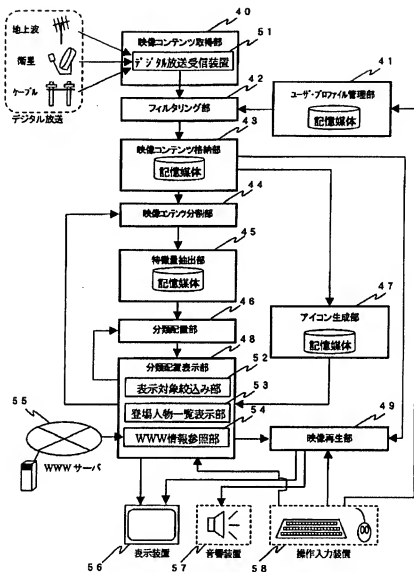 40
地上波
映像コンテンツ取得部
51
デジタル放送受信装置
衛星
ケーブル
デジタル放送
42
フィルタリング部
41
ユーザ・プロファイル管理部
記憶媒体
43
映像コンテンツ格納部
記憶媒体
44
映像コンテンツ分割部
45
特徴量抽出部
記憶媒体
46
分類配置部
47
アイコン生成部
記憶媒体
48
分類配置表示部
52
表示対象絞込み部
53
登場人物一覧表示部
54
WWW情報参照部
49
映像再生部
55
WWWサーバ
56
表示装置
57
音響装置
58
操作入力装置